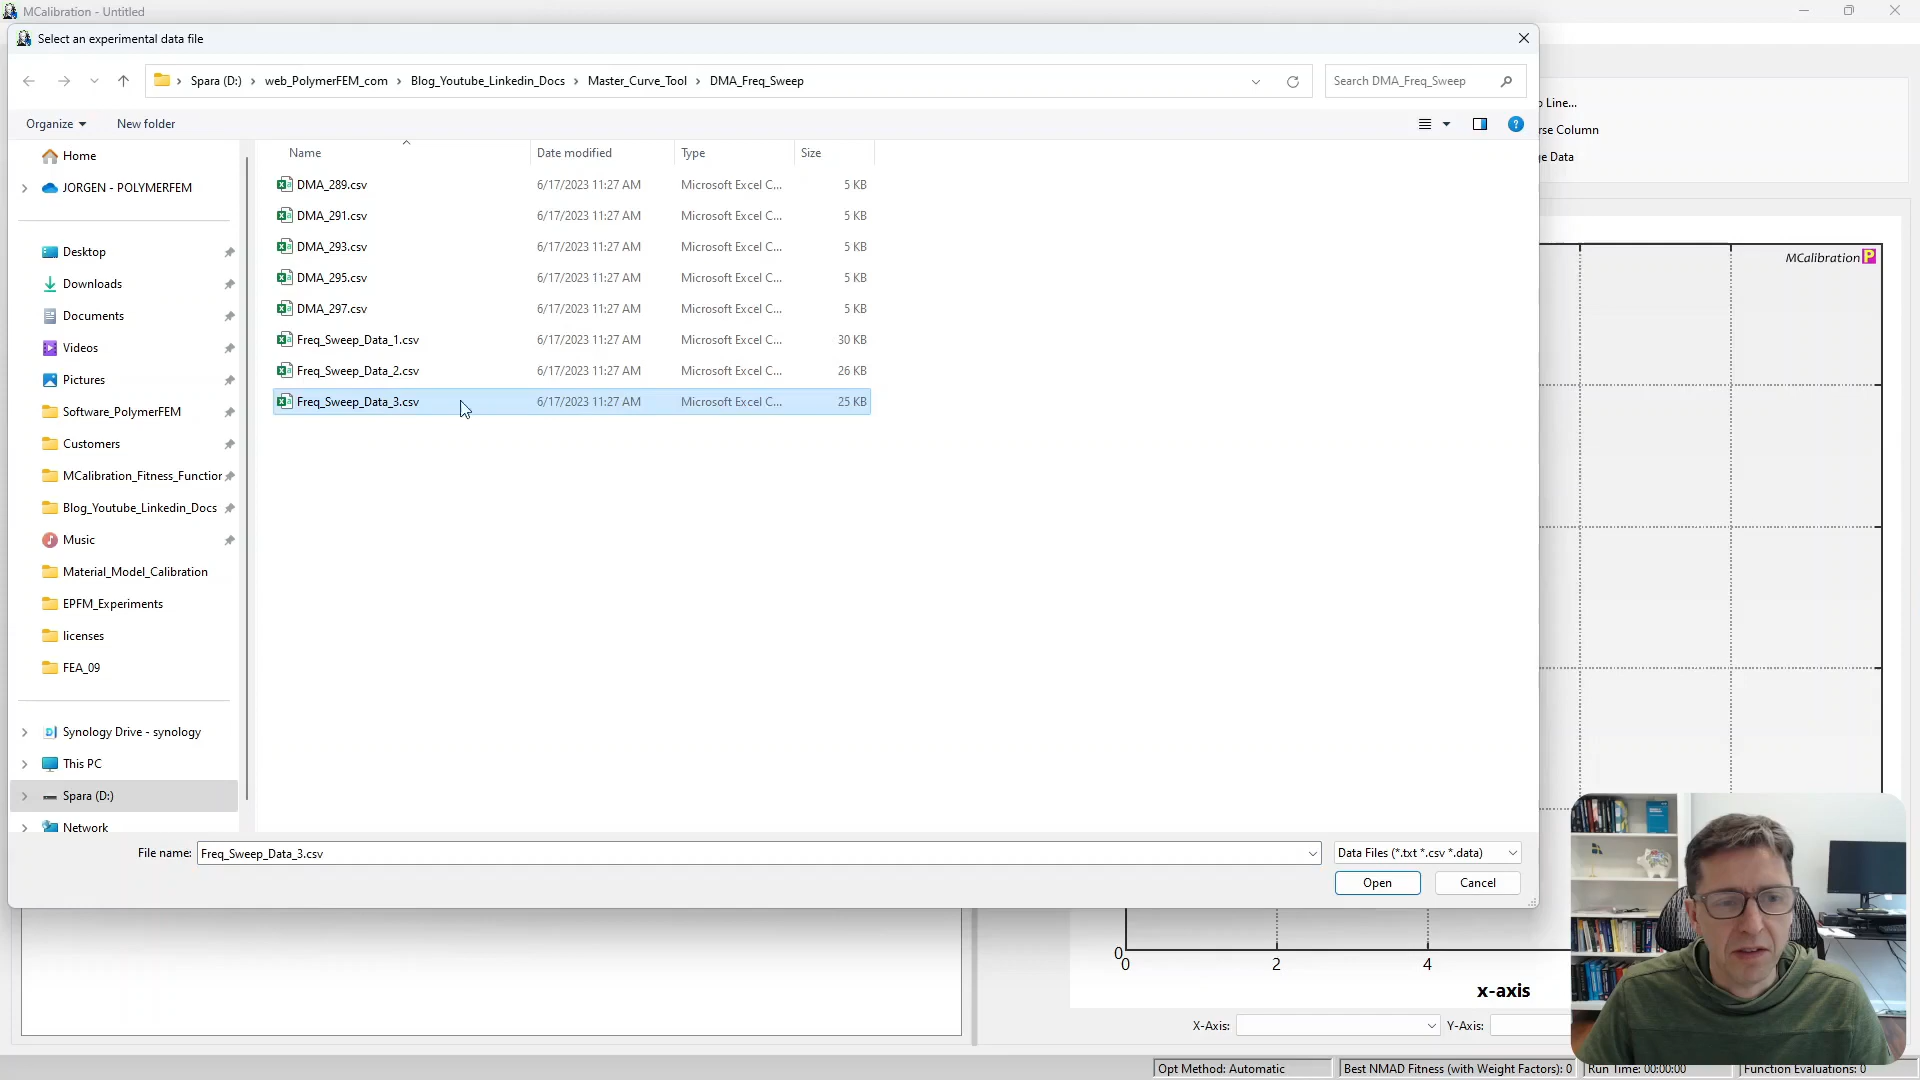 MCalibration - Untitled
Select an experimental data file
Spara (D:)
web_PolymerFEM_com
Blog_Youtube_Linkedin_Docs
Master_Curve_Tool
DMA_Freq_Sweep
Search DMA_Freq_Sweep
Organize
New folder
Home
JORGEN - POLYMERFEM
Desktop
Downloads
Documents
Videos
Pictures
Software_PolymerFEM
Customers
MCalibration_Fitness_Function
Blog_Youtube_Linkedin_Docs
Music
Material_Model_Calibration
EPFM_Experiments
licenses
FEA_09
Synology Drive - synology
This PC
Spara (D:)
Network
Name Date modified Type Size
DMA_289.csv 6/17/2023 11:27 AM Microsoft Excel C... 5 KB
DMA_291.csv 6/17/2023 11:27 AM Microsoft Excel C... 5 KB
DMA_293.csv 6/17/2023 11:27 AM Microsoft Excel C... 5 KB
DMA_295.csv 6/17/2023 11:27 AM Microsoft Excel C... 5 KB
DMA_297.csv 6/17/2023 11:27 AM Microsoft Excel C... 5 KB
Freq_Sweep_Data_1.csv 6/17/2023 11:27 AM Microsoft Excel C... 30 KB
Freq_Sweep_Data_2.csv 6/17/2023 11:27 AM Microsoft Excel C... 26 KB
Freq_Sweep_Data_3.csv 6/17/2023 11:27 AM Microsoft Excel C... 25 KB
File name: Freq_Sweep_Data_3.csv
Data Files (*.txt *.csv *.data)
Open Cancel
Line...
rse Column
ge Data
MCalibration P
0
0 2 4
x-axis
X-Axis: Y-Axis:
Opt Method: Automatic
Best NMAD Fitness (with Weight Factors): 0
Run Time: 00:00:00
Function Evaluations: 0